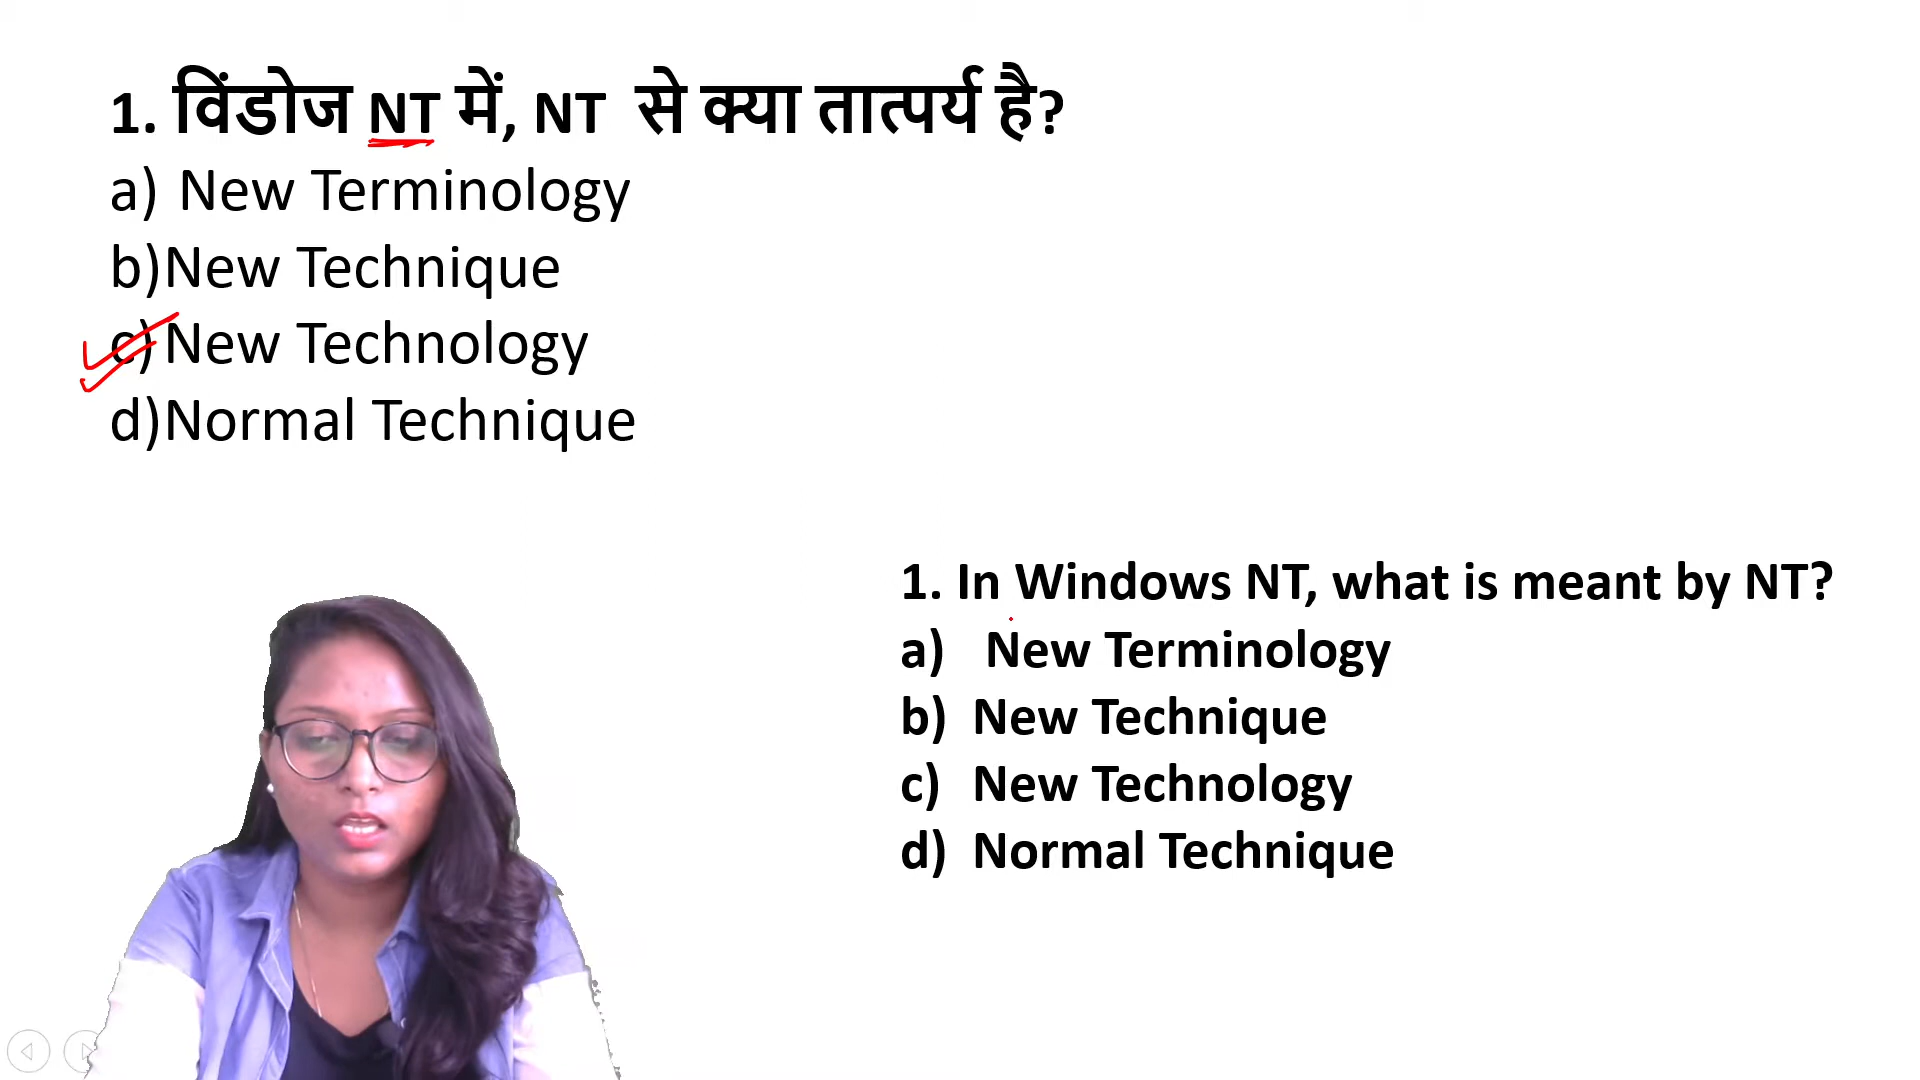 1. विंडोज NT में, NT से क्या तात्पर्य है?
a) New Terminology
b)New Technique
c)New Technology
d)Normal Technique
1. In Windows NT, what is meant by NT?
a) New Terminology
b) New Technique
c) New Technology
d) Normal Technique